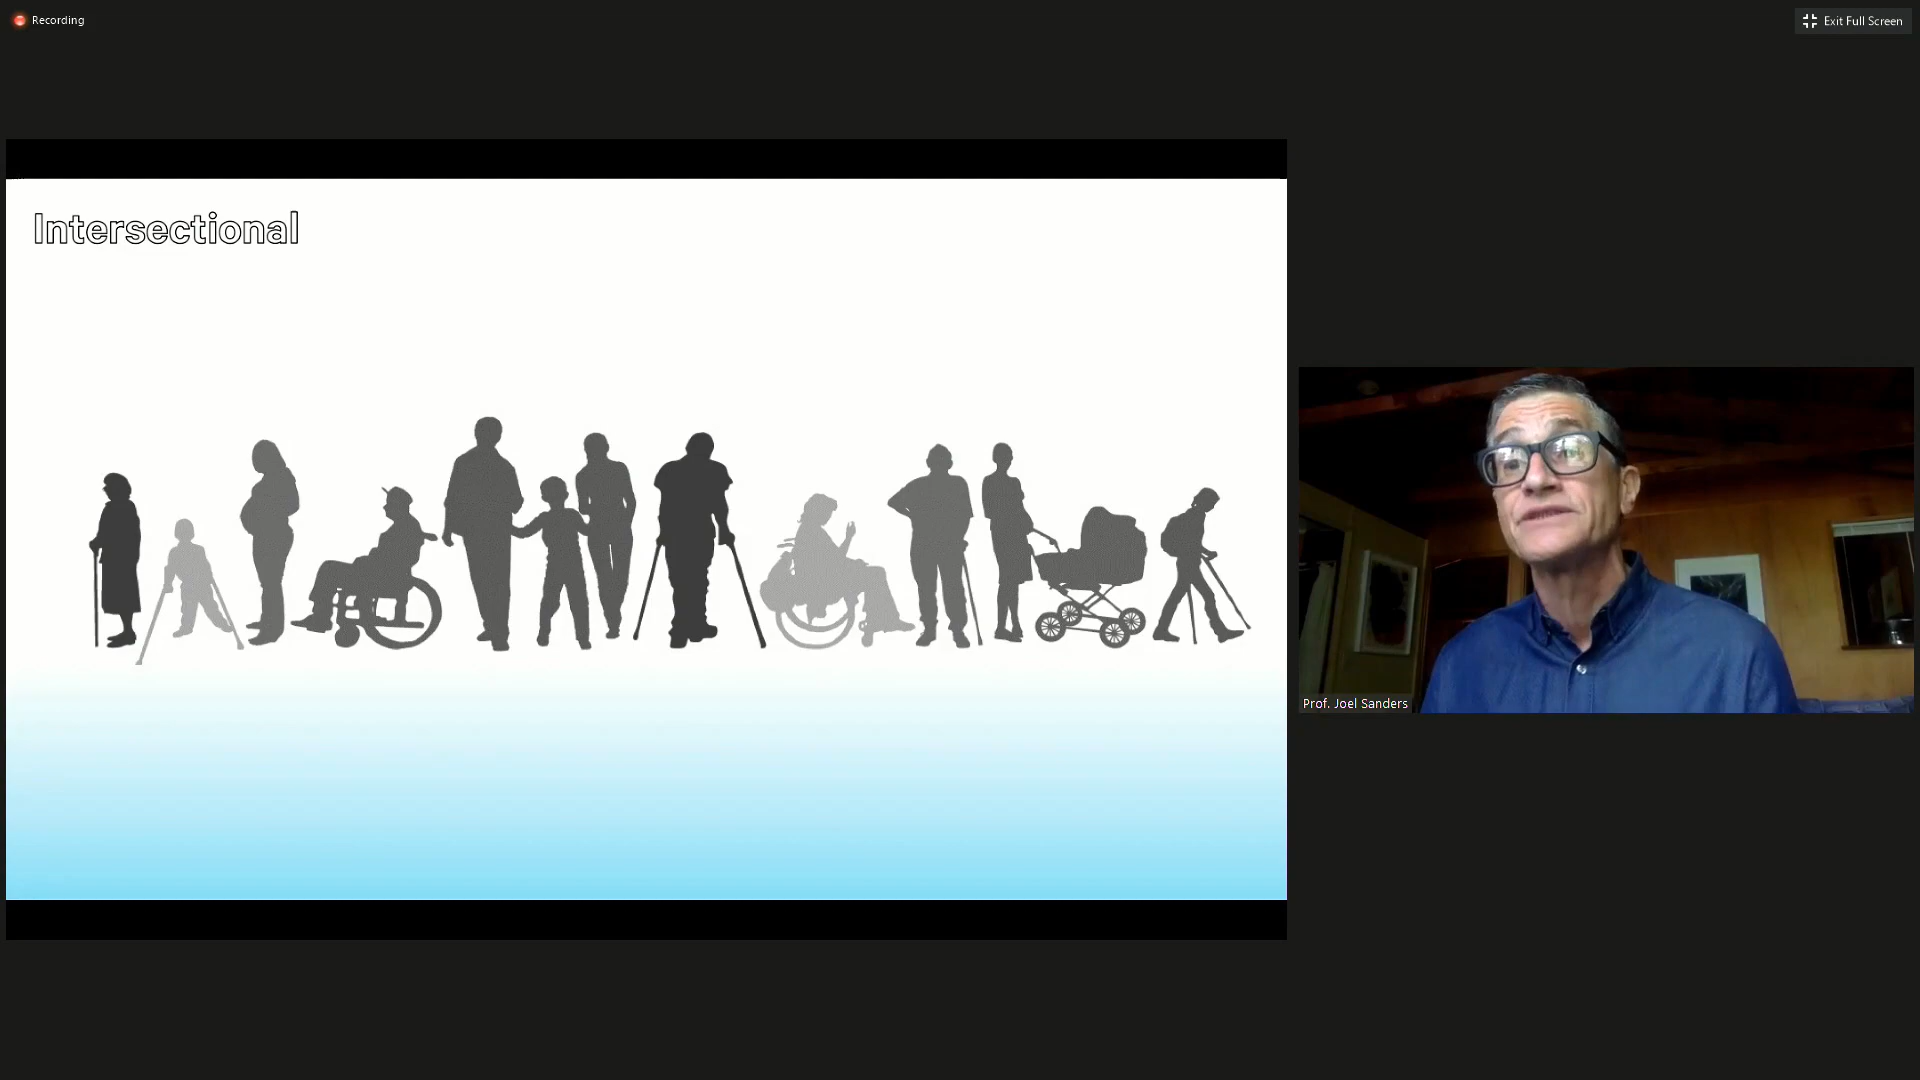 Recording
Exit Full Screen
Intersectional
Prof. Joel Sanders